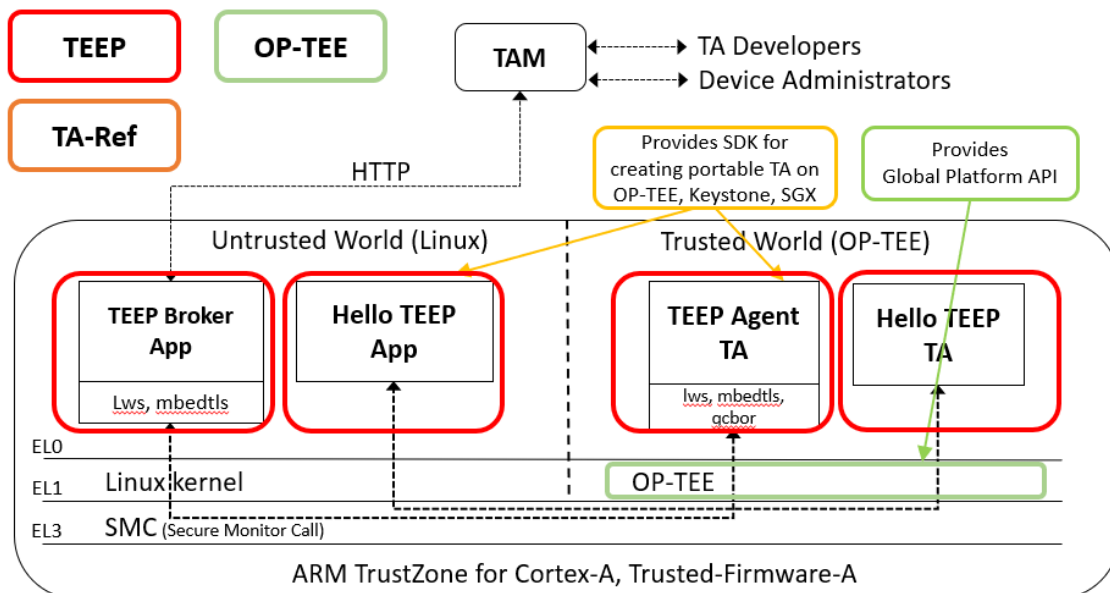 TEEP
OP-TEE
TA-Ref
TAM
TA Developers
Device Administrators
HTTP
Provides SDK for
creating portable TA on
OP-TEE, Keystone, SGX
Provides
Global Platform API
Untrusted World (Linux)
Trusted World (OP-TEE)
TEEP Broker
App
Lws, mbedtls
Hello TEEP
App
TEEP Agent
TA
lws, mbedtls,
qcbor
Hello TEEP
TA
EL0
EL1
Linux kernel
OP-TEE
EL3
SMC (Secure Monitor Call)
ARM TrustZone for Cortex-A, Trusted-Firmware-A